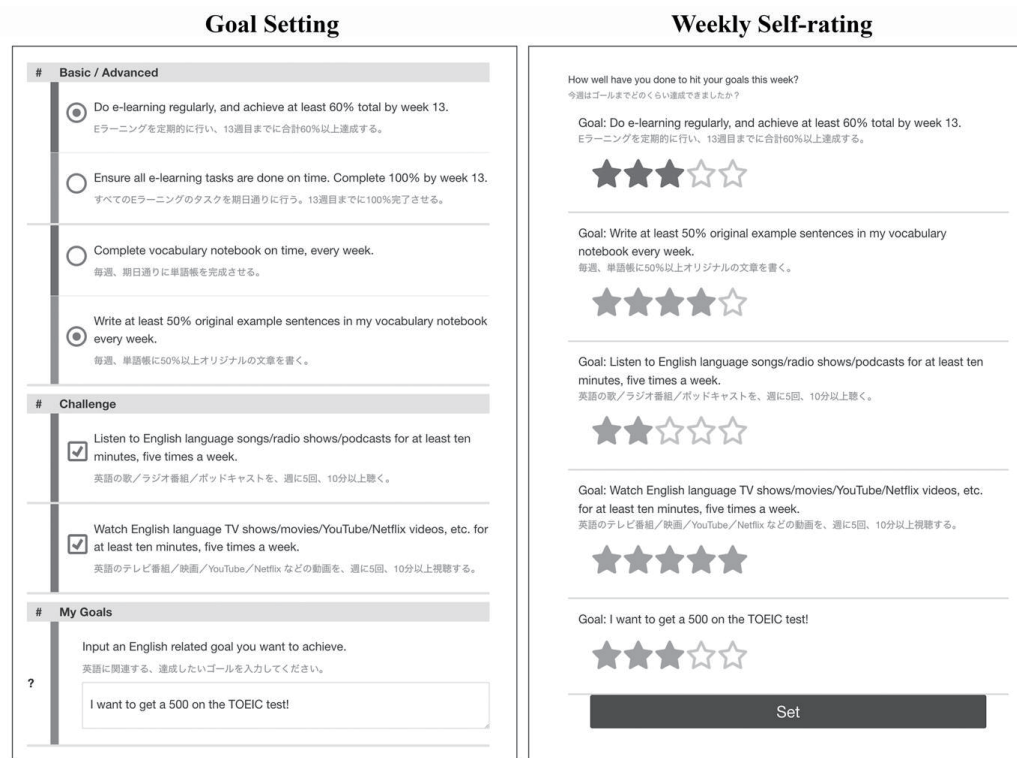 Goal Setting
# Basic / Advanced
Do e-learning regularly, and achieve at least 60% total by week 13.
Eラーニングを定期的に行い、13週目までに合計60%以上達成する。
Ensure all e-learning tasks are done on time. Complete 100% by week 13.
すべてのEラーニングのタスクを期日通りに行う。13週目までに100%完了させる。
Complete vocabulary notebook on time, every week.
毎週、期日通りに単語帳を完成させる。
Write at least 50% original example sentences in my vocabulary notebook
every week.
毎週、単語帳に50%以上オリジナルの文章を書く。
# Challenge
Listen to English language songs/radio shows/podcasts for at least ten
minutes, five times a week.
英語の歌／ラジオ番組／ポッドキャストを、週に5回、10分以上聴く。
Watch English language TV shows/movies/YouTube/Netflix videos, etc. for
at least ten minutes, five times a week.
英語のテレビ番組／映画／YouTube／Netflix などの動画を、週に5回、10分以上視聴する。
# My Goals
Input an English related goal you want to achieve.
英語に関連する、達成したいゴールを入力してください。
?
I want to get a 500 on the TOEIC test!
Weekly Self-rating
How well have you done to hit your goals this week?
今週はゴールまでどのくらい達成できましたか？
Goal: Do e-learning regularly, and achieve at least 60% total by week 13.
Eラーニングを定期的に行い、13週目までに合計60%以上達成する。
Goal: Write at least 50% original example sentences in my vocabulary
notebook every week.
毎週、単語帳に50%以上オリジナルの文章を書く。
Goal: Listen to English language songs/radio shows/podcasts for at least ten
minutes, five times a week.
英語の歌／ラジオ番組／ポッドキャストを、週に5回、10分以上聴く。
Goal: Watch English language TV shows/movies/YouTube/Netflix videos, etc.
for at least ten minutes, five times a week.
英語のテレビ番組／映画／YouTube／Netflix などの動画を、週に5回、10分以上視聴する。
Goal: I want to get a 500 on the TOEIC test!
Set